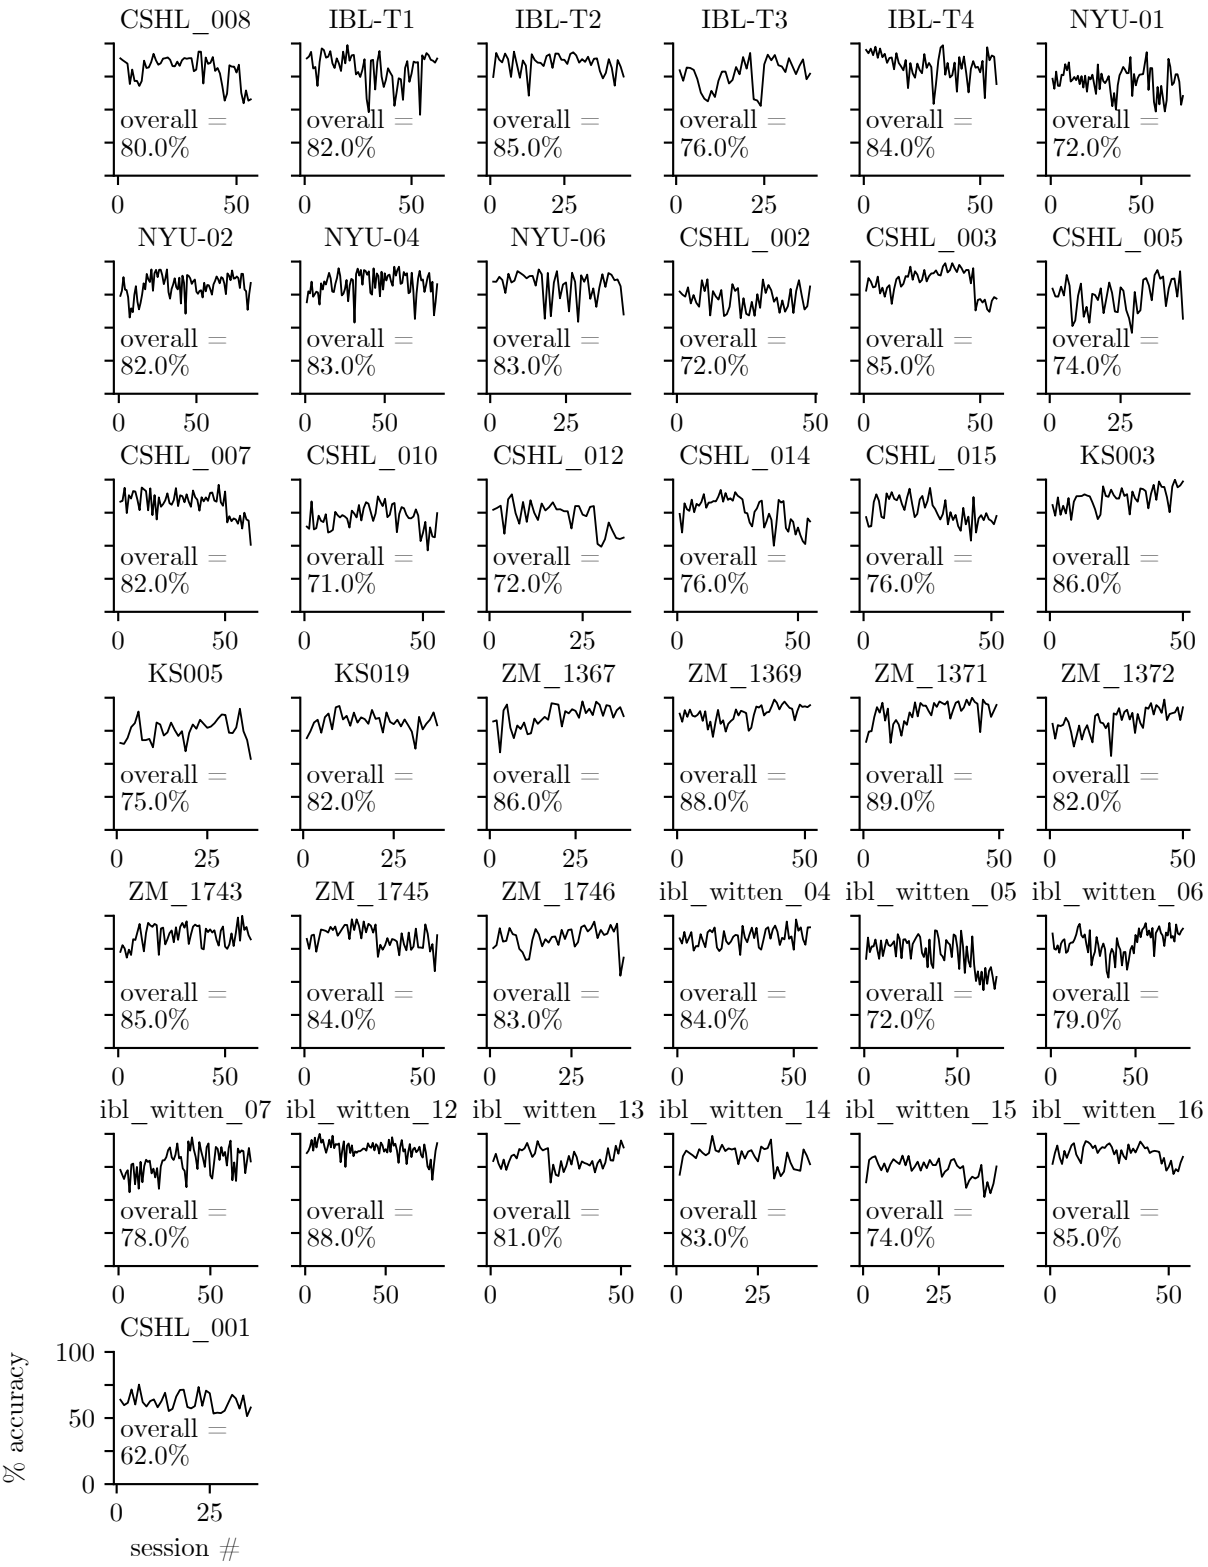 CSHL_008 IBL-T1 IBL-T2 IBL-T3 IBL-T4 NYU-01
overall = overall = overall = overall = overall = overall =
80.0% 82.0% 85.0% 76.0% 84.0% 72.0%
0 50 0 50 0 25 0 25 0 50 0 50
NYU-02 NYU-04 NYU-06 CSHL_002 CSHL_003 CSHL_005
overall = overall = overall = overall = overall = overall =
82.0% 83.0% 83.0% 72.0% 85.0% 74.0%
0 50 0 50 0 25 0 50 0 50 0 25
CSHL_007 CSHL_010 CSHL_012 CSHL_014 CSHL_015 KS003
overall = overall = overall = overall = overall = overall =
82.0% 71.0% 72.0% 76.0% 76.0% 86.0%
0 50 0 50 0 25 0 50 0 50 0 50
KS005 KS019 ZM_1367 ZM_1369 ZM_1371 ZM_1372
overall = overall = overall = overall = overall = overall =
75.0% 82.0% 86.0% 88.0% 89.0% 82.0%
0 25 0 25 0 25 0 50 0 50 0 50
ZM_1743 ZM_1745 ZM_1746 ibl_witten_04 ibl_witten_05 ibl_witten_06
overall = overall = overall = overall = overall = overall =
85.0% 84.0% 83.0% 84.0% 72.0% 79.0%
0 50 0 50 0 25 0 50 0 50 0 50
ibl_witten_07 ibl_witten_12 ibl_witten_13 ibl_witten_14 ibl_witten_15 ibl_witten_16
overall = overall = overall = overall = overall = overall =
78.0% 88.0% 81.0% 83.0% 74.0% 85.0%
0 50 0 50 0 50 0 25 0 25 0 50
CSHL_001
100
50
0
% accuracy
overall =
62.0%
0 25
session #